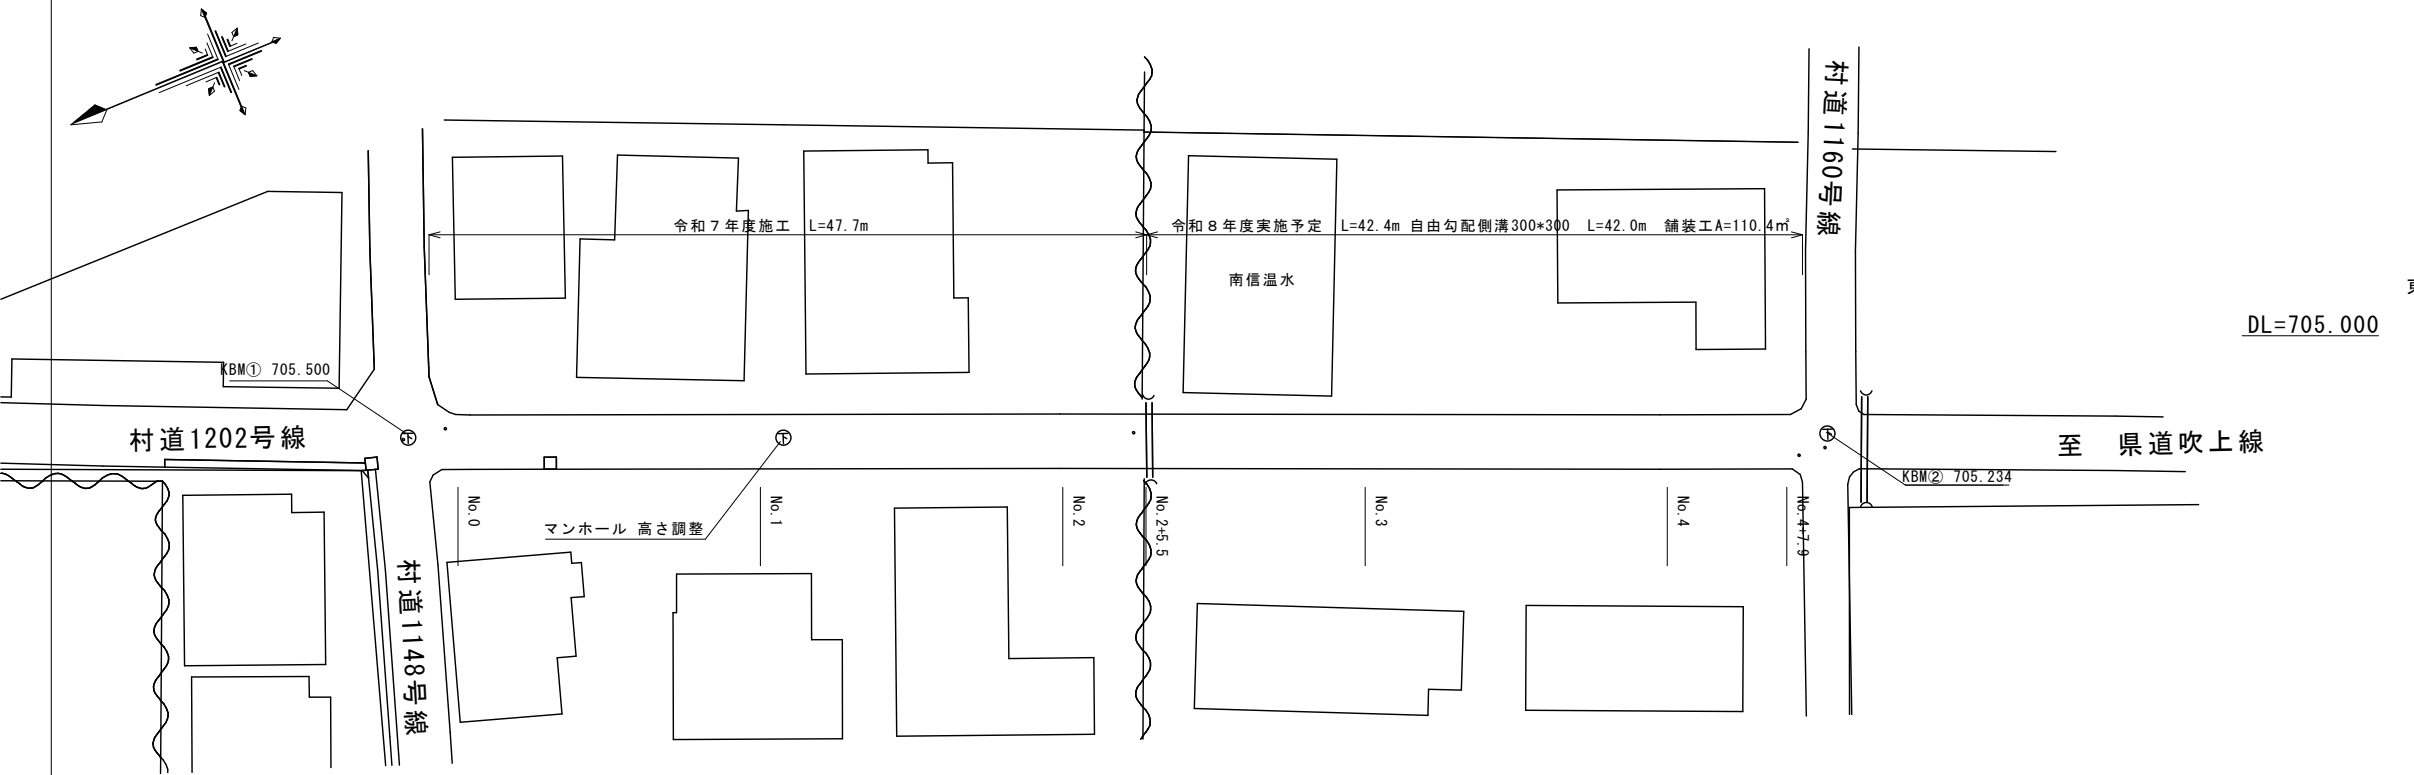 村道1160号線
令和７年度施工　L=47.7m
令和８年度実施予定　L=42.4m 自由勾配側溝300*300　L=42.0m　舗装工A=110.4㎡
南信温水
DL=705.000
KBM① 705.500
村道1202号線
至　県道吹上線
KBM② 705.234
No.0
No.1
No.2
No.2+5.5
No.3
No.4
No.4+7.9
マンホール 高さ調整
村道1148号線
下
下
下